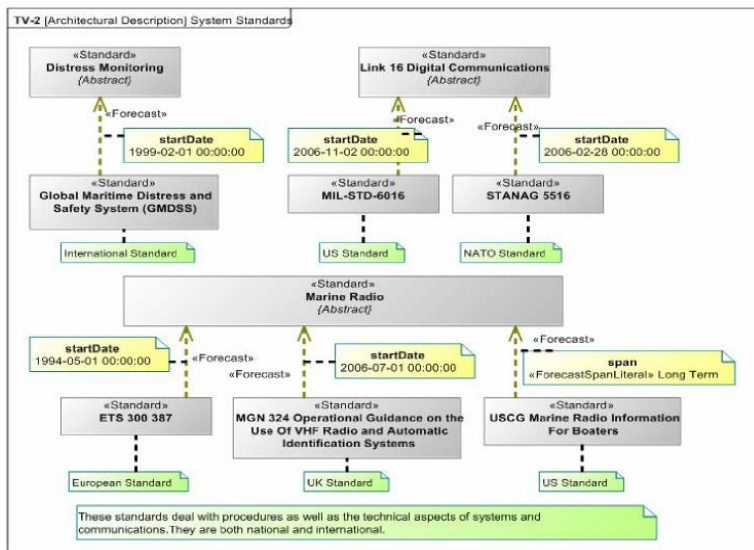 TV-2 [Architectural Description] System Standards
«Standard»
Distress Monitoring
{Abstract}
«Standard»
Link 16 Digital Communications
{Abstract}
«Forecast»
«Forecast»
«Forecast»
startDate
1999-02-01 00:00:00
startDate
2006-11-02 00:00:00
startDate
2006-02-28 00:00:00
«Standard»
Global Maritime Distress and
Safety System (GMDSS)
«Standard»
MIL-STD-6016
«Standard»
STANAG 5516
International Standard
US Standard
NATO Standard
«Standard»
Marine Radio
{Abstract}
startDate
1994-05-01 00:00:00
«Forecast»
«Forecast»
startDate
2006-07-01 00:00:00
«Forecast»
span
«ForecastSpanLiteral» Long Term
«Standard»
ETS 300 387
«Standard»
MGN 324 Operational Guidance on the
Use Of VHF Radio and Automatic
Identification Systems
«Standard»
USCG Marine Radio Information
For Boaters
European Standard
UK Standard
US Standard
These standards deal with procedures as well as the technical aspects of systems and
communications.They are both national and international.